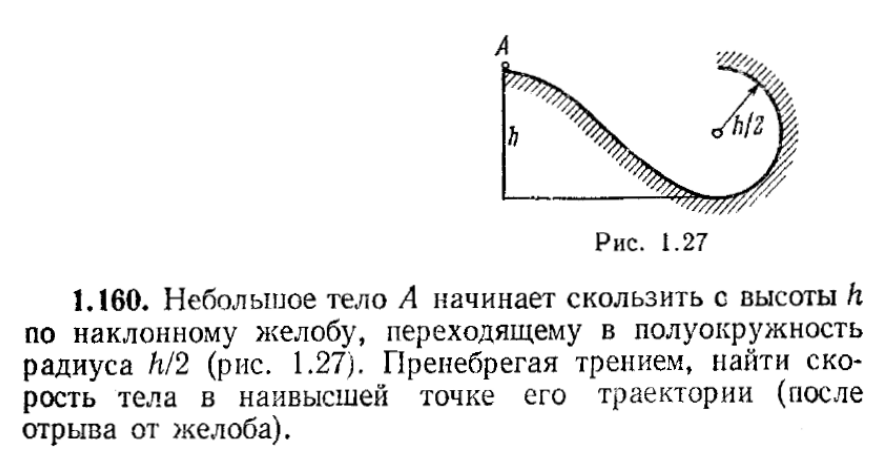 A
h
h/2
Рис. 1.27
1.160. Небольшое тело A начинает скользить с высоты h
по наклонному желобу, переходящему в полуокружность
радиуса h/2 (рис. 1.27). Пренебрегая трением, найти ско-
рость тела в наивысшей точке его траектории (после
отрыва от желоба).